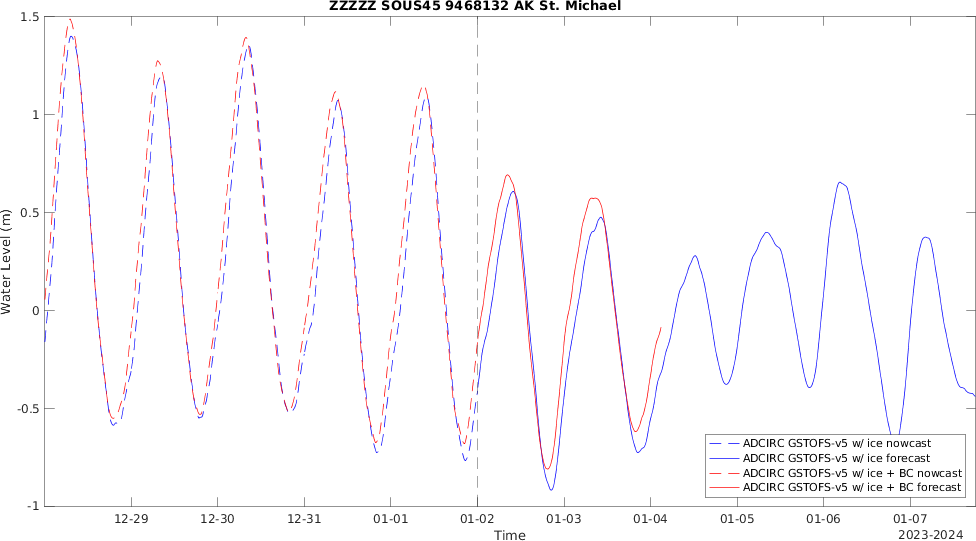 ZZZZZ SOUS45 9468132 AK St. Michael
1.5
1
0.5
0
-0.5
-1
Water Level (m)
12-29
12-30
12-31
01-01
01-02
01-03
01-04
01-05
01-06
01-07
Time
2023-2024
ADCIRC GSTOFS-v5 w/ ice nowcast
ADCIRC GSTOFS-v5 w/ ice forecast
ADCIRC GSTOFS-v5 w/ ice + BC nowcast
ADCIRC GSTOFS-v5 w/ ice + BC forecast